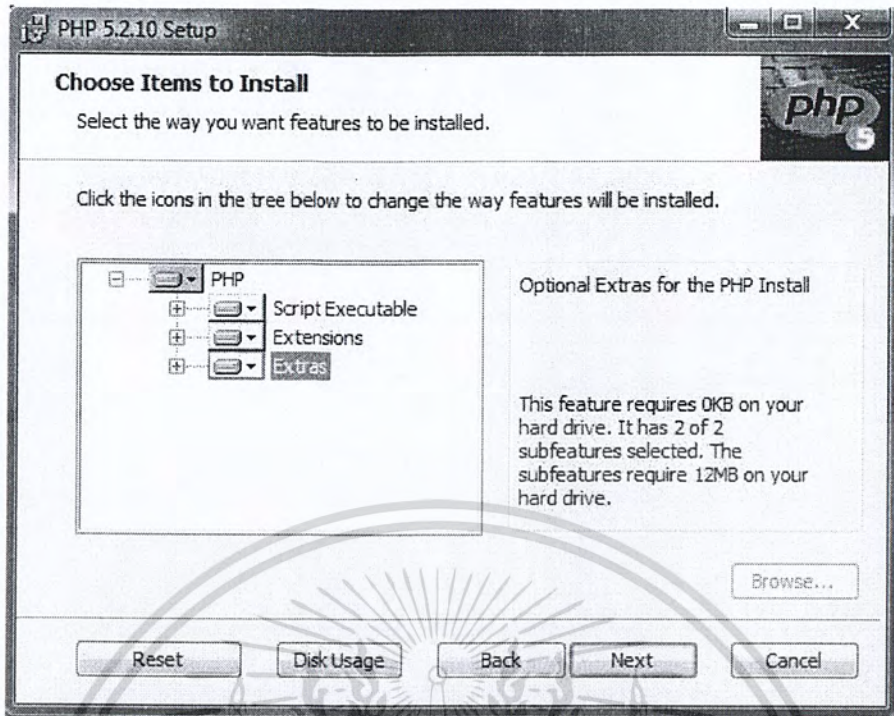 PHP 5.2.10 Setup
Choose Items to Install
Select the way you want features to be installed.
php
5
Click the icons in the tree below to change the way features will be installed.
PHP
Script Executable
Extensions
Extras
Optional Extras for the PHP Install
This feature requires 0KB on your
hard drive. It has 2 of 2
subfeatures selected. The
subfeatures require 12MB on your
hard drive.
Browse...
Reset Disk Usage Back Next Cancel